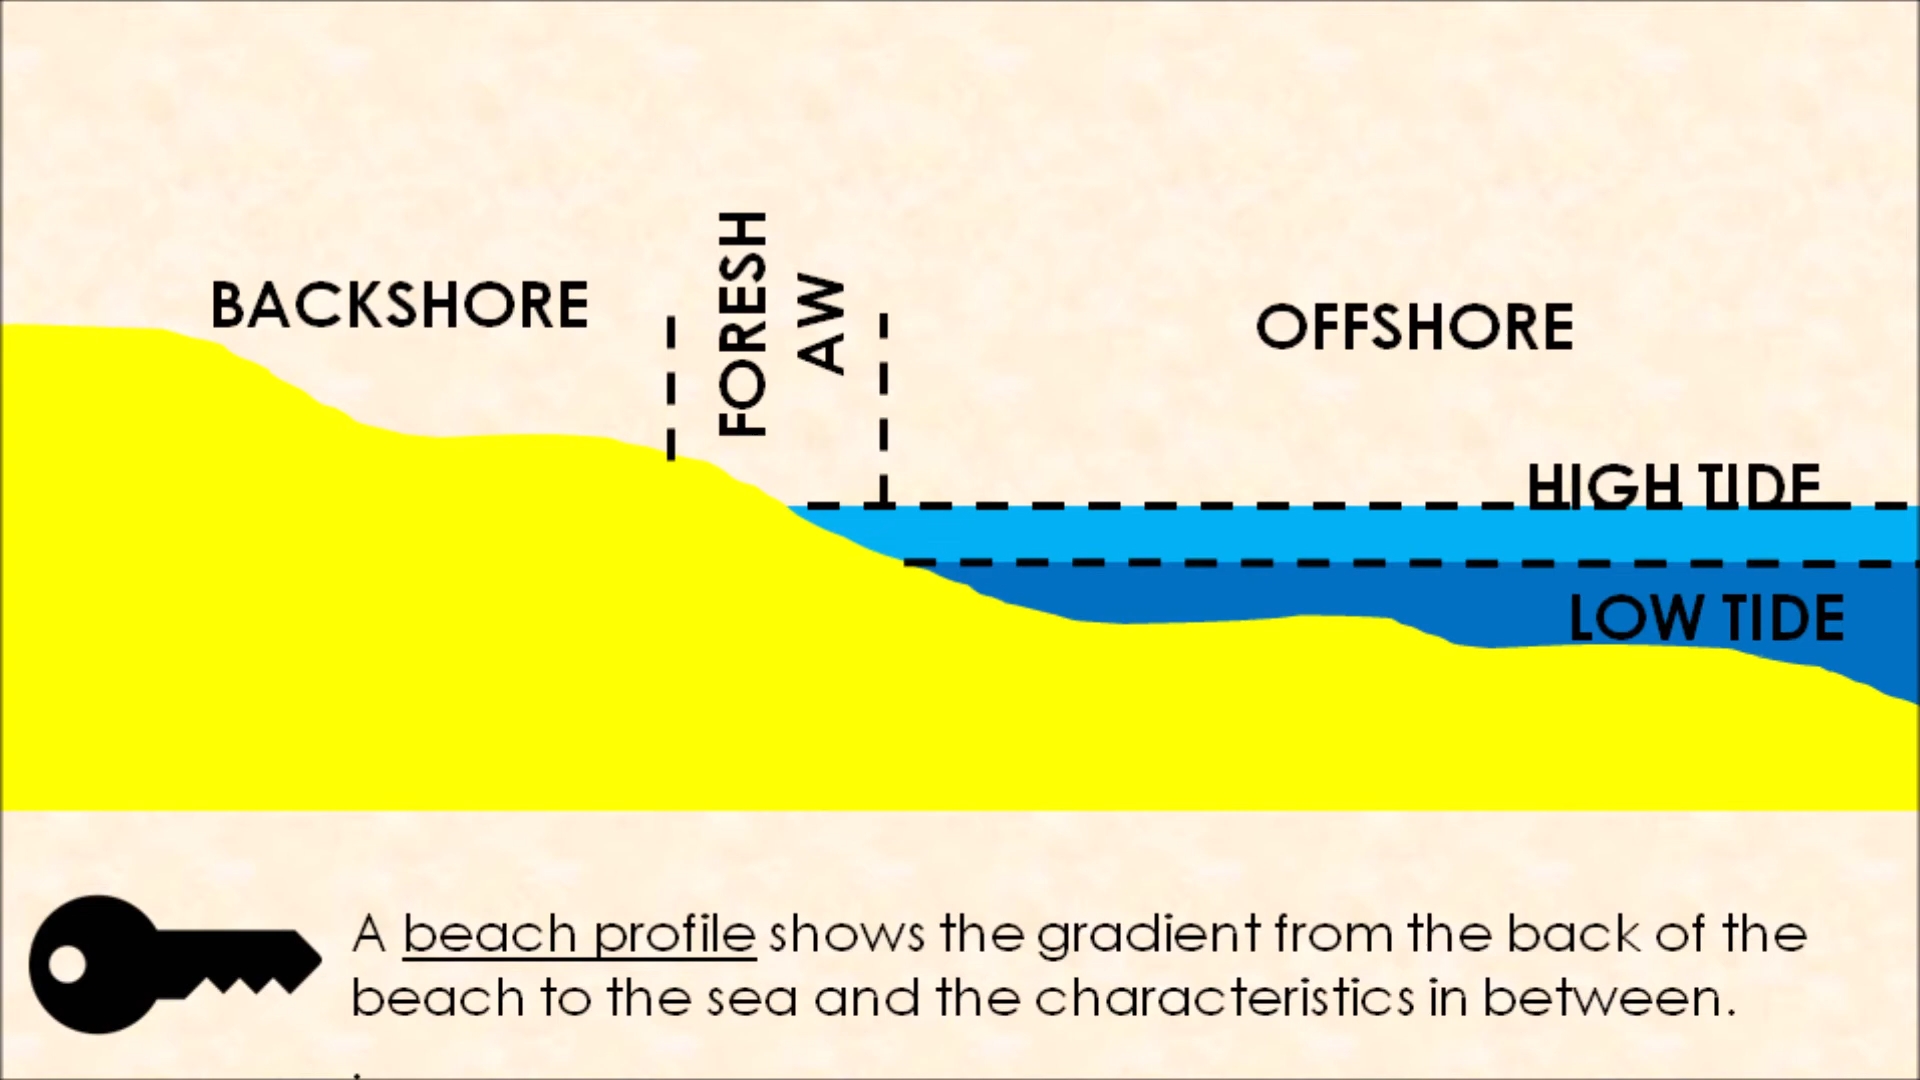 BACKSHORE
FORESH
AW
OFFSHORE
HIGH TIDE
LOW TIDE
A beach profile shows the gradient from the back of the
beach to the sea and the characteristics in between.
.